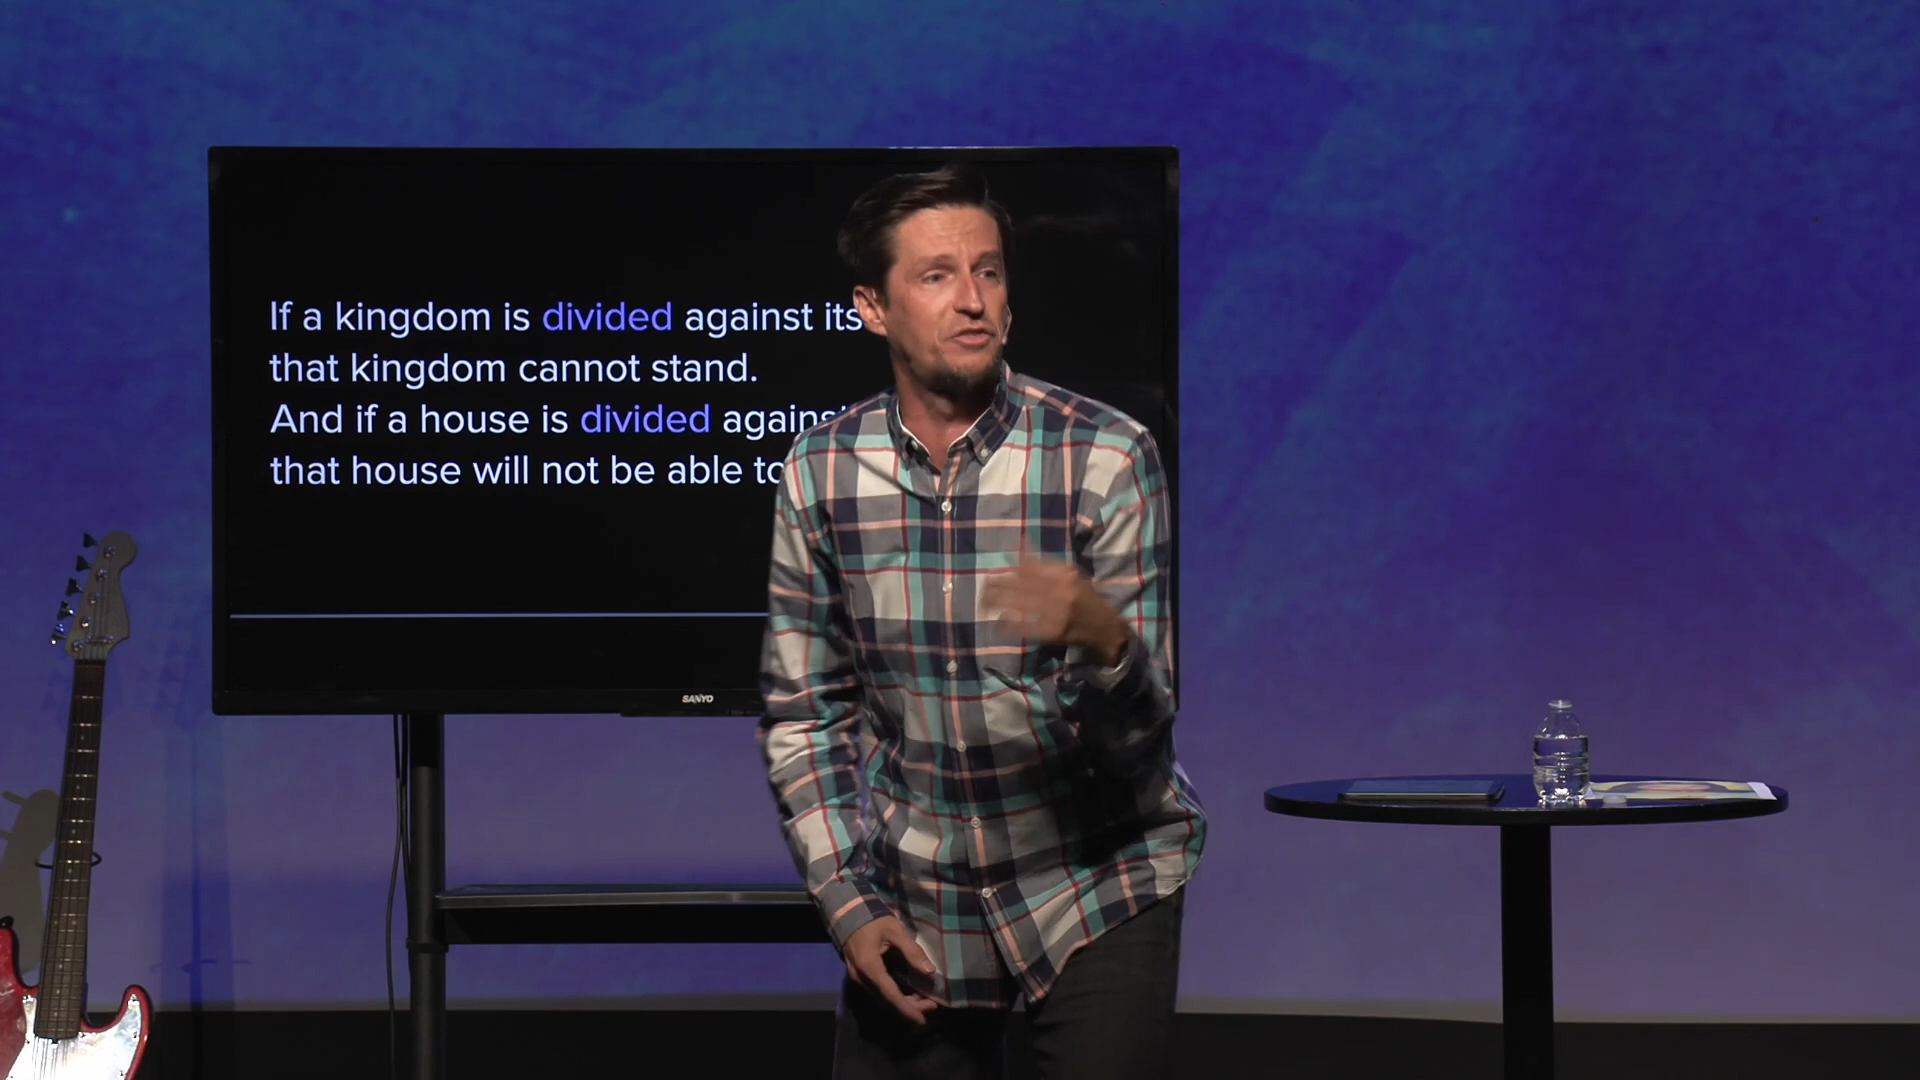 If a kingdom is divided against its
that kingdom cannot stand.
And if a house is divided agains
that house will not be able to
SANYO